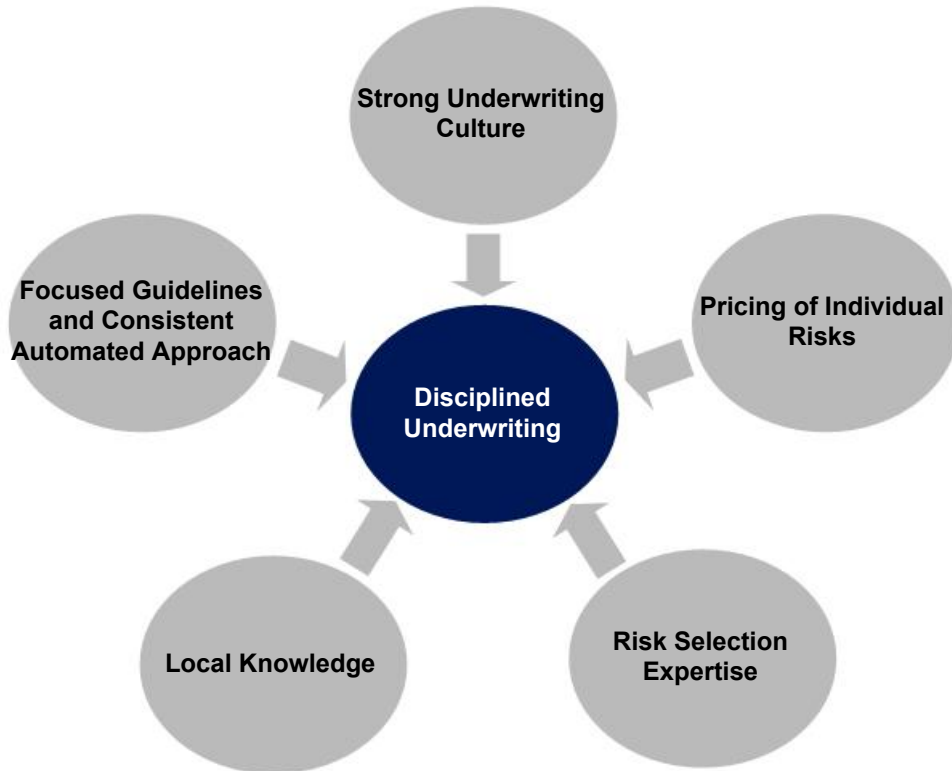 Strong Underwriting
Culture
Focused Guidelines
and Consistent
Automated Approach
Pricing of Individual
Risks
Disciplined
Underwriting
Local Knowledge
Risk Selection
Expertise